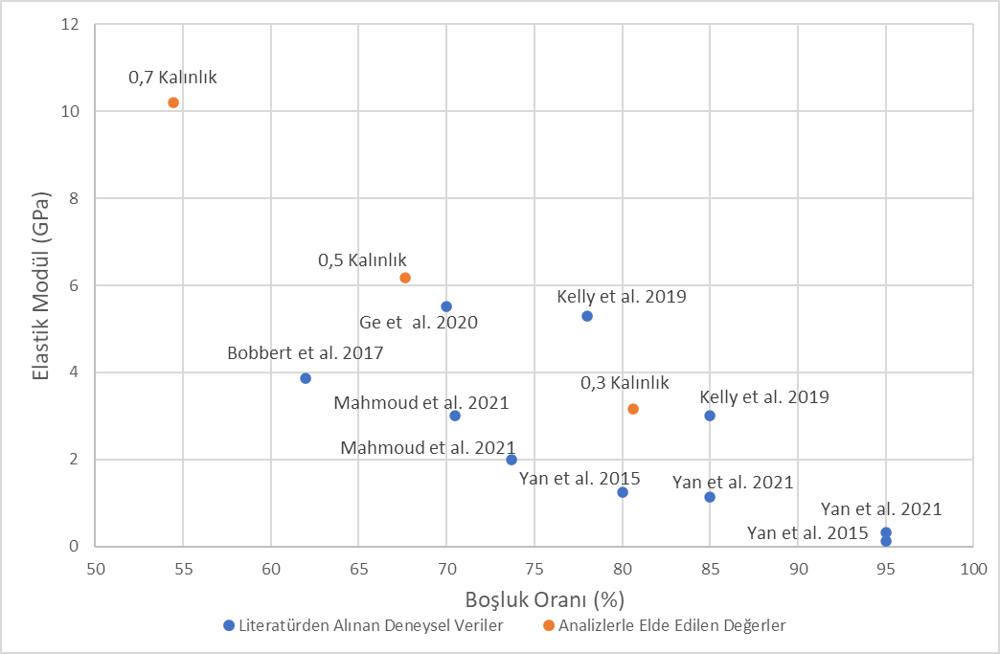 12
0,7 Kalınlık
10
8
0,5 Kalınlık
6
Kelly et al. 2019
Ge et  al. 2020
Bobbert et al. 2017
4
0,3 Kalınlık
Kelly et al. 2019
Mahmoud et al. 2021
Mahmoud et al. 2021
2
Yan et al. 2015
Yan et al. 2021
Yan et al. 2021
Yan et al. 2015
0
Elastik Modül (GPa)
50 55 60 65 70 75 80 85 90 95 100
Boşluk Oranı (%)
Literatürden Alınan Deneysel Veriler
Analizlerle Elde Edilen Değerler